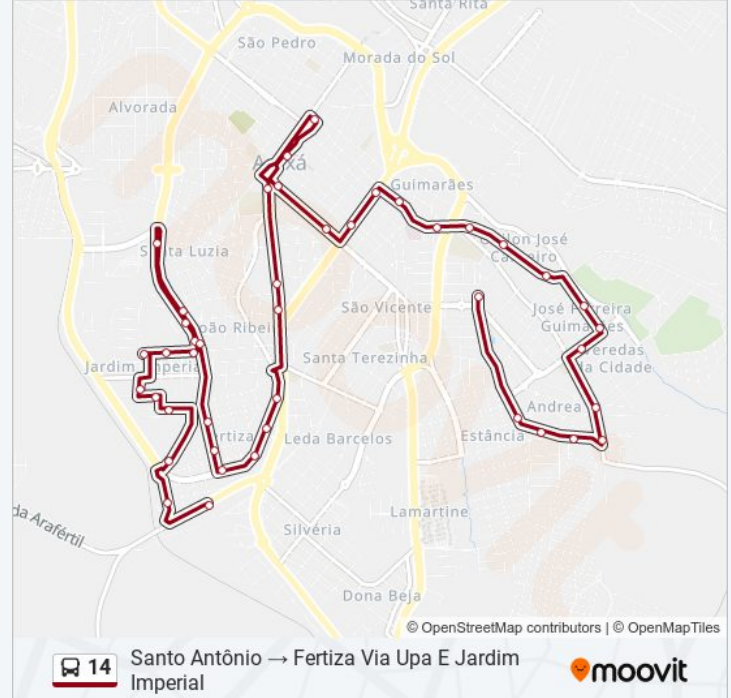 Santa Rita
São Pedro
Morada do Sol
Alvorada
Araxá
Guimarães
José
Santa Luzia
São Vicente
José Ferreira
Guimarães
Santa Terezinha
Jardim Imperial
da Cidade
Andrea
Fertiza
Leda Barcelos
Estância
da Arafértil
Silvéria
Lamartine
Dona Beja
© OpenStreetMap contributors | © OpenMapTiles
14
Santo Antônio → Fertiza Via Upa E Jardim
Imperial
moovit